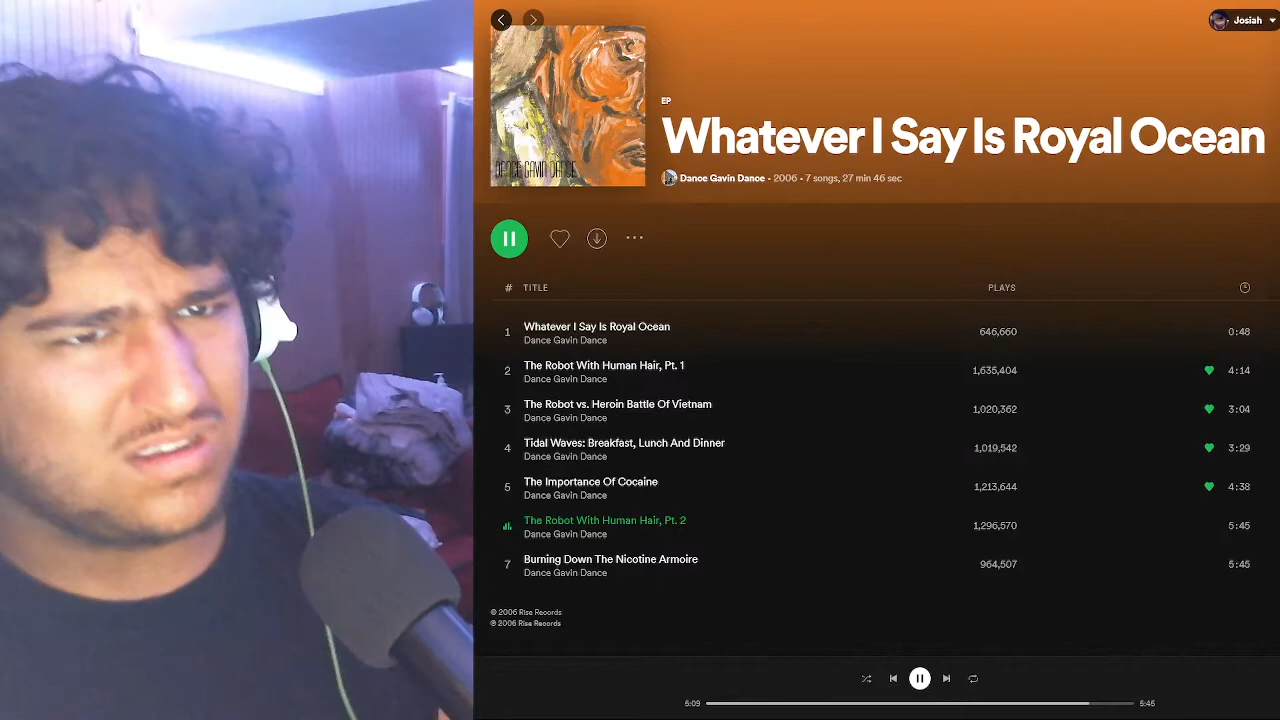 Josiah
DANCE GAVIN DANCE
EP
Whatever I Say Is Royal Ocean
Dance Gavin Dance • 2006 • 7 songs, 27 min 46 sec
# TITLE PLAYS
1 Whatever I Say Is Royal Ocean 646,660 0:48
Dance Gavin Dance
2 The Robot With Human Hair, Pt. 1 1,635,404 4:14
Dance Gavin Dance
3 The Robot vs. Heroin Battle Of Vietnam 1,020,362 3:04
Dance Gavin Dance
4 Tidal Waves: Breakfast, Lunch And Dinner 1,019,542 3:29
Dance Gavin Dance
5 The Importance Of Cocaine 1,213,644 4:38
Dance Gavin Dance
The Robot With Human Hair, Pt. 2 1,296,570 5:45
Dance Gavin Dance
7 Burning Down The Nicotine Armoire 964,507 5:45
Dance Gavin Dance
© 2006 Rise Records
℗ 2006 Rise Records
5:09 5:45